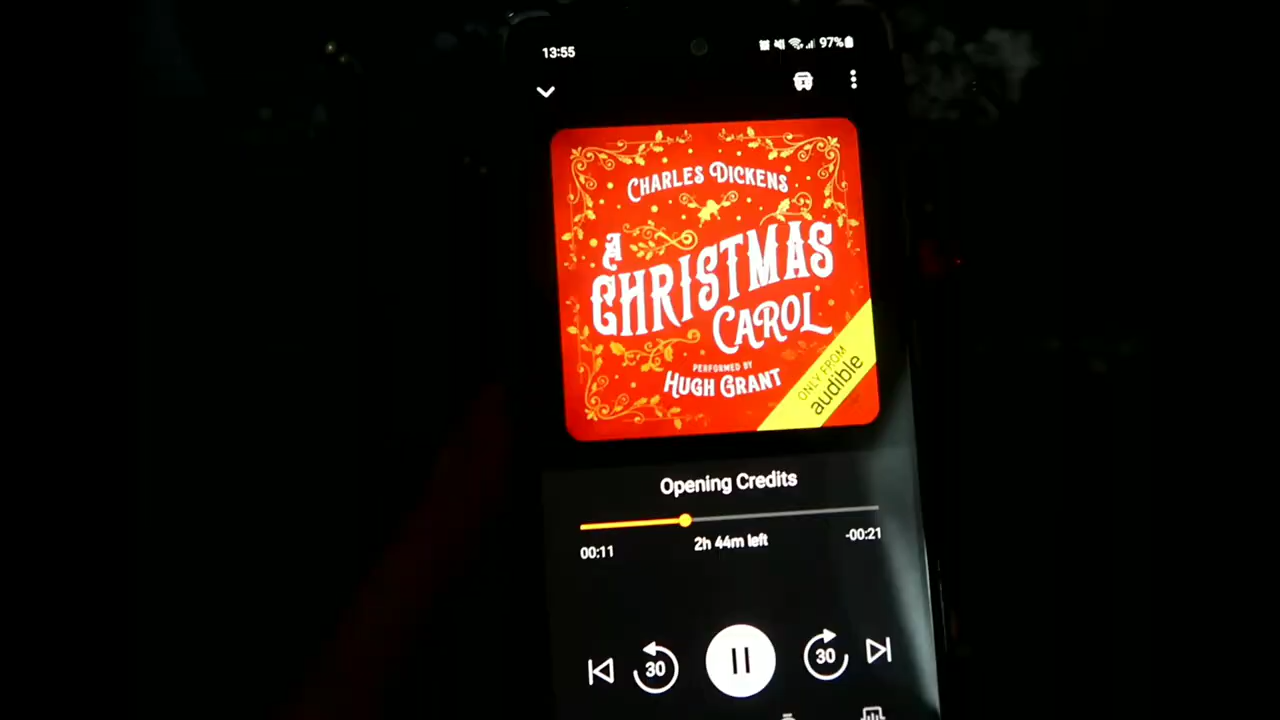 13:55
97%
CHARLES DICKENS
A
CHRISTMAS
CAROL
PERFORMED BY
HUGH GRANT
ONLY FROM
audible
Opening Credits
00:11
2h 44m left
-00:21
30
30